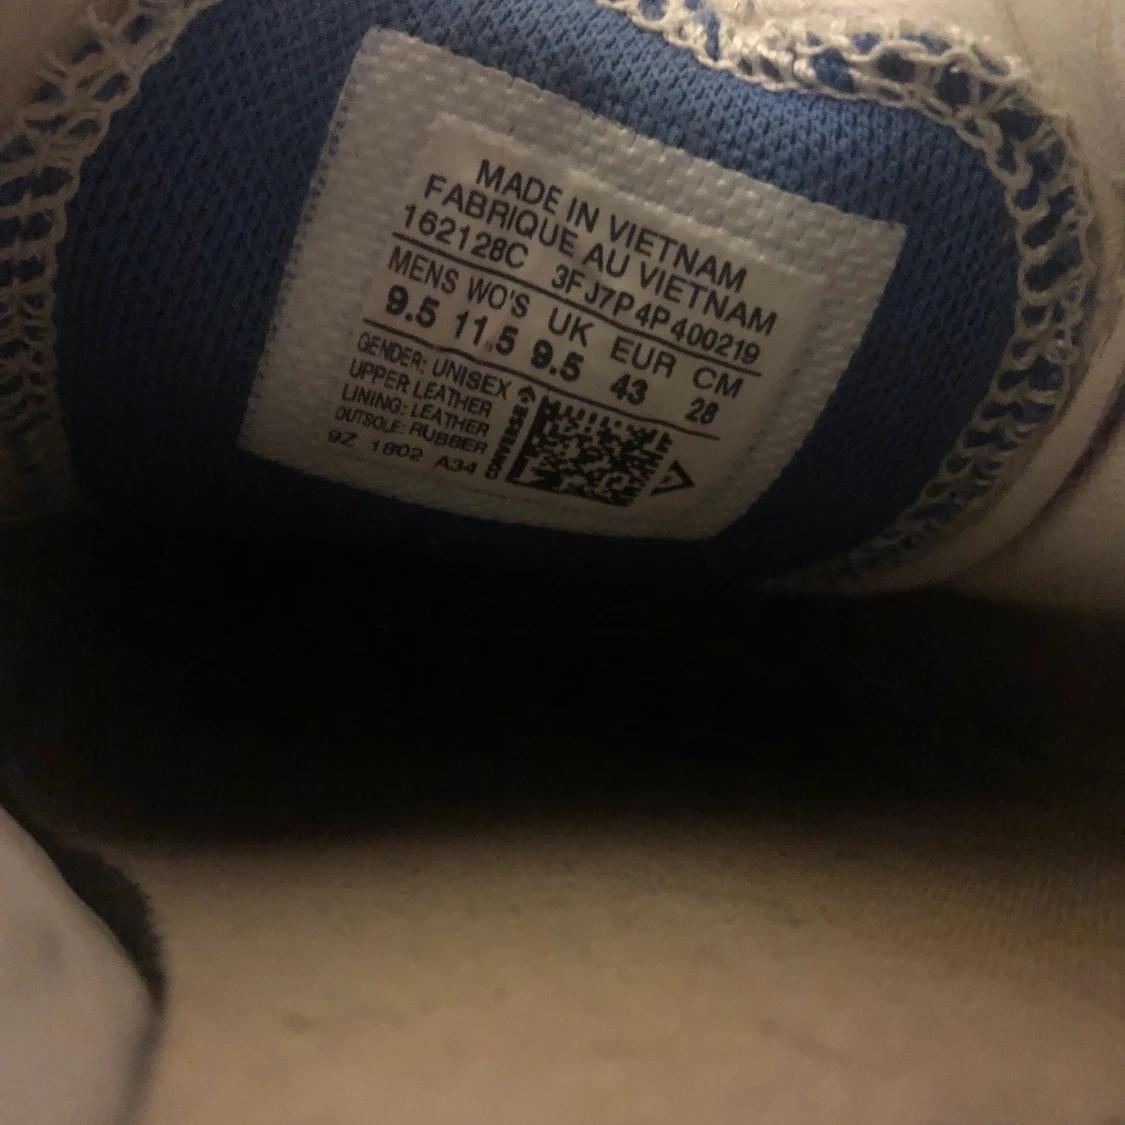 MADE IN VIETNAM
FABRIQUE AU VIETNAM
162128C 3FJ7P4P400219
MENS WO'S UK EUR CM
9.5 11.5 9.5 43 28
GENDER: UNISEX
UPPER LEATHER
LINING: LEATHER
OUTSOLE: RUBBER
9Z 1802 A34
CONVERSE